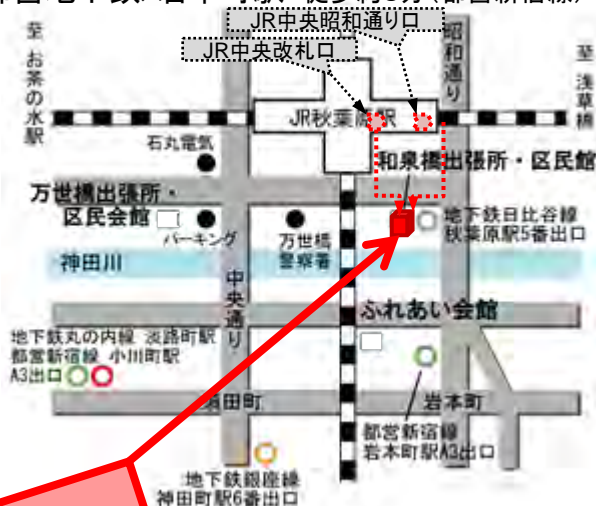 JR中央昭和通り口
JR中央改札口
至 お茶の水駅
昭和通り
至 浅草橋
JR秋葉原駅
石丸電気
和泉橋出張所・区民館
万世橋出張所・
区民会館
パーキング
万世橋
警察署
地下鉄日比谷線
秋葉原駅5番出口
神田川
中央通り
ふれあい会館
地下鉄丸の内線 淡路町駅
都営新宿線 小川町駅
A3出口
須田町
岩本町
都営新宿線
岩本町駅A3出口
地下鉄銀座線
神田町駅6番出口